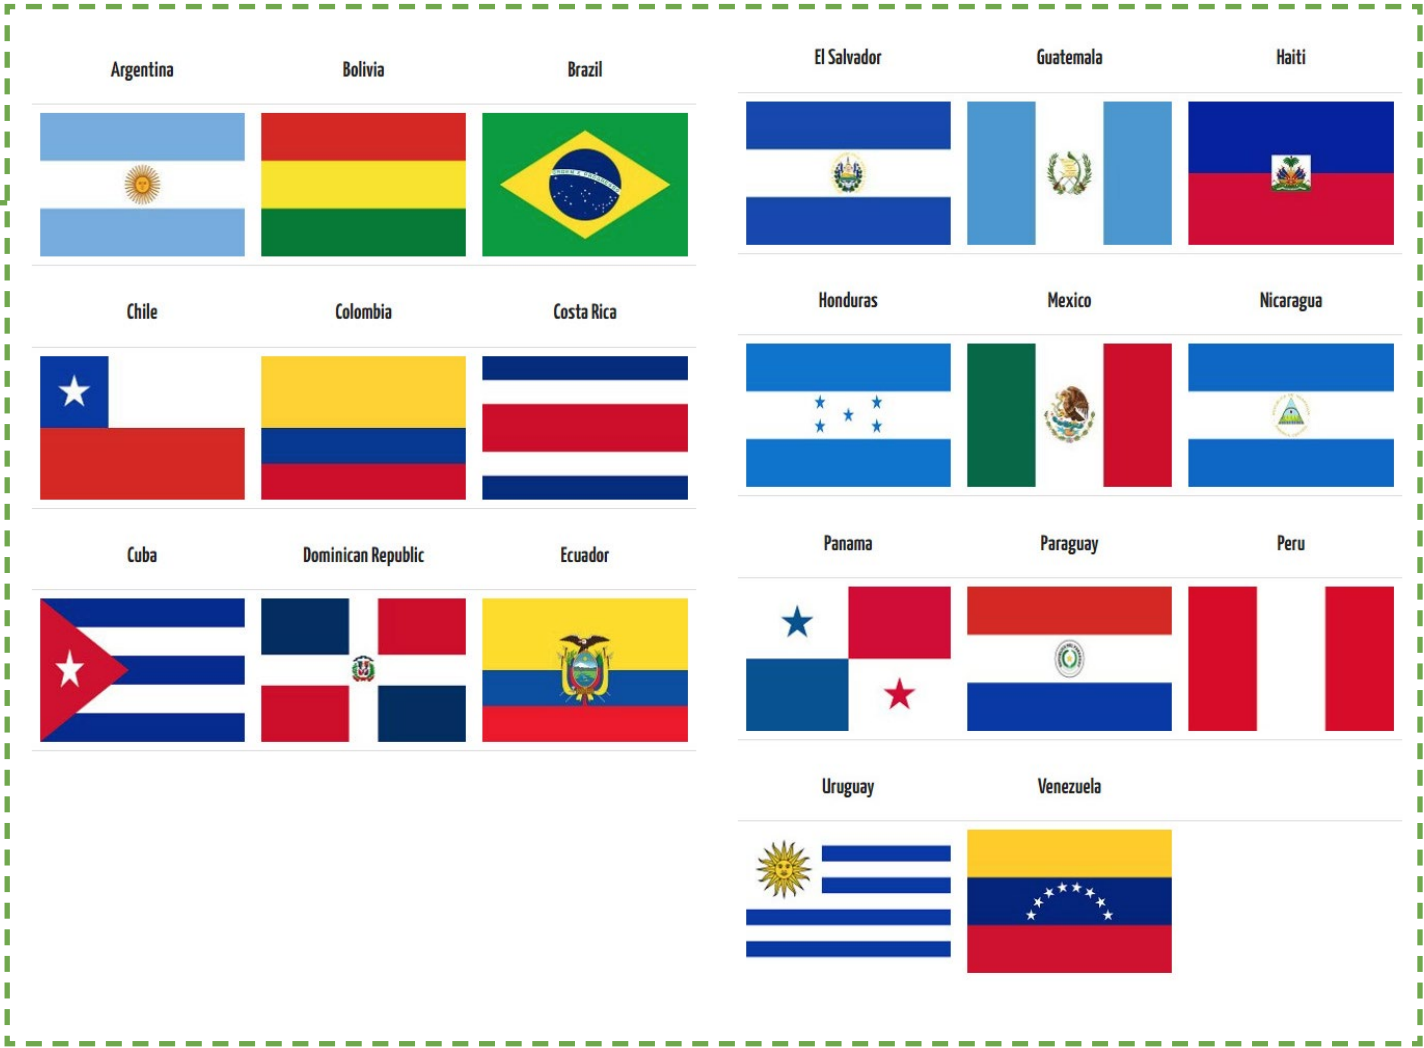 Argentina
Bolivia
Brazil
Chile
Colombia
Costa Rica
Cuba
Dominican Republic
Ecuador
El Salvador
Guatemala
Haiti
Honduras
Mexico
Nicaragua
Panama
Paraguay
Peru
Uruguay
Venezuela